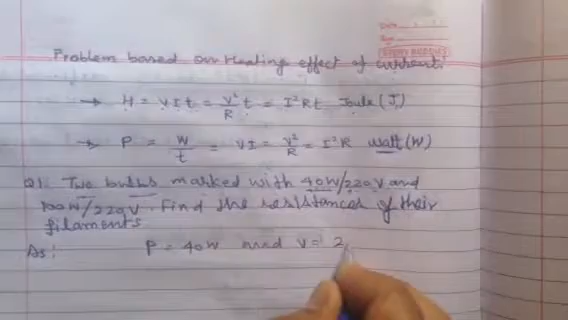 Date
Problem based on Heating effect of current.
→ H = VIt = V²/R t = I²Rt Joule (J)
→ P = W/t = VI = V²/R = I²R watt (W)
Q1. Two bulbs marked with 40W/220V and
100W/220V. Find the resistances of their
filaments
As: P = 40W and V = 2